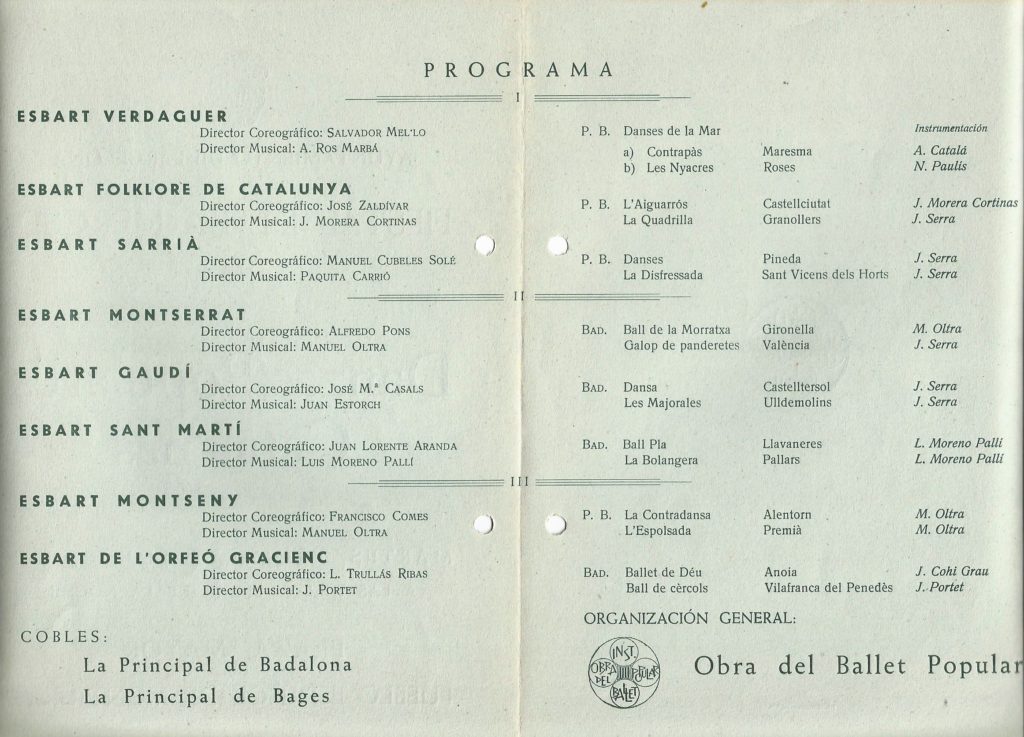 PROGRAMA
I
ESBART VERDAGUER
Director Coreográfico: SALVADOR MEL·LO
Director Musical: A. ROS MARBÁ
Instrumentación
P. B. Danses de la Mar
a) Contrapàs Maresma A. Catalá
b) Les Nyacres Roses N. Paulis
ESBART FOLKLORE DE CATALUNYA
Director Coreográfico: JOSÉ ZALDÍVAR
Director Musical: J. MORERA CORTINAS
P. B. L'Aiguarrós Castellciutat J. Morera Cortinas
La Quadrilla Granollers J. Serra
ESBART SARRIÀ
Director Coreográfico: MANUEL CUBELES SOLÉ
Director Musical: PAQUITA CARRIÓ
P. B. Danses Pineda J. Serra
La Disfressada Sant Vicens dels Horts J. Serra
II
ESBART MONTSERRAT
Director Coreográfico: ALFREDO PONS
Director Musical: MANUEL OLTRA
BAD. Ball de la Morratxa Gironella M. Oltra
Galop de panderetes València J. Serra
ESBART GAUDÍ
Director Coreográfico: JOSÉ M.ª CASALS
Director Musical: JUAN ESTORCH
BAD. Dansa Castelltersol J. Serra
Les Majorales Ulldemolins J. Serra
ESBART SANT MARTÍ
Director Coreográfico: JUAN LORENTE ARANDA
Director Musical: LUIS MORENO PALLÍ
BAD. Ball Pla Llavaneres L. Moreno Pallí
La Bolangera Pallars L. Moreno Pallí
III
ESBART MONTSENY
Director Coreográfico: FRANCISCO COMES
Director Musical: MANUEL OLTRA
P. B. La Contradansa Alentorn M. Oltra
L'Espolsada Premià M. Oltra
ESBART DE L'ORFEÓ GRACIENC
Director Coreográfico: L. TRULLÁS RIBAS
Director Musical: J. PORTET
BAD. Ballet de Déu Anoia J. Cohi Grau
Ball de cèrcols Vilafranca del Penedès J. Portet
COBLES:
La Principal de Badalona
La Principal de Bages
ORGANIZACIÓN GENERAL:
INST.
OBRA POPULAR
DEL
BALLET
Obra del Ballet Popular